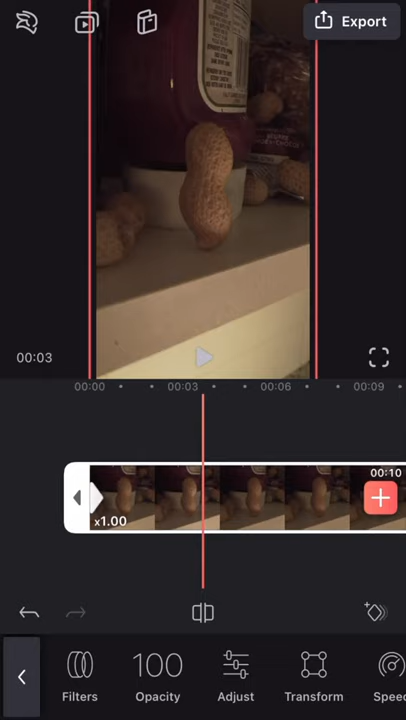 Export
00:03
00:00
00:03
00:06
00:09
00:10
x1.00
100
Filters
Opacity
Adjust
Transform
Speed